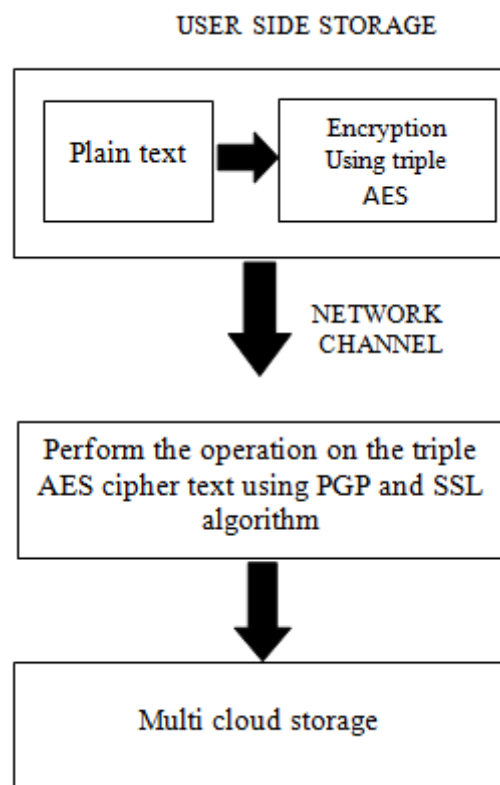 USER SIDE STORAGE
Plain text
Encryption
Using triple
AES
NETWORK
CHANNEL
Perform the operation on the triple
AES cipher text using PGP and SSL
algorithm
Multi cloud storage